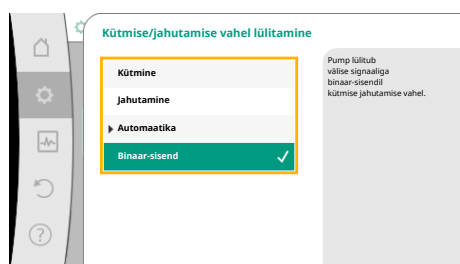 Kütmise/jahutamise vahel lülitamine
Kütmine
Jahutamine
Automaatika
Binaar-sisend
Pump lülitub
välise signaaliga
binaar-sisendil
kütmise jahutamise vahel.